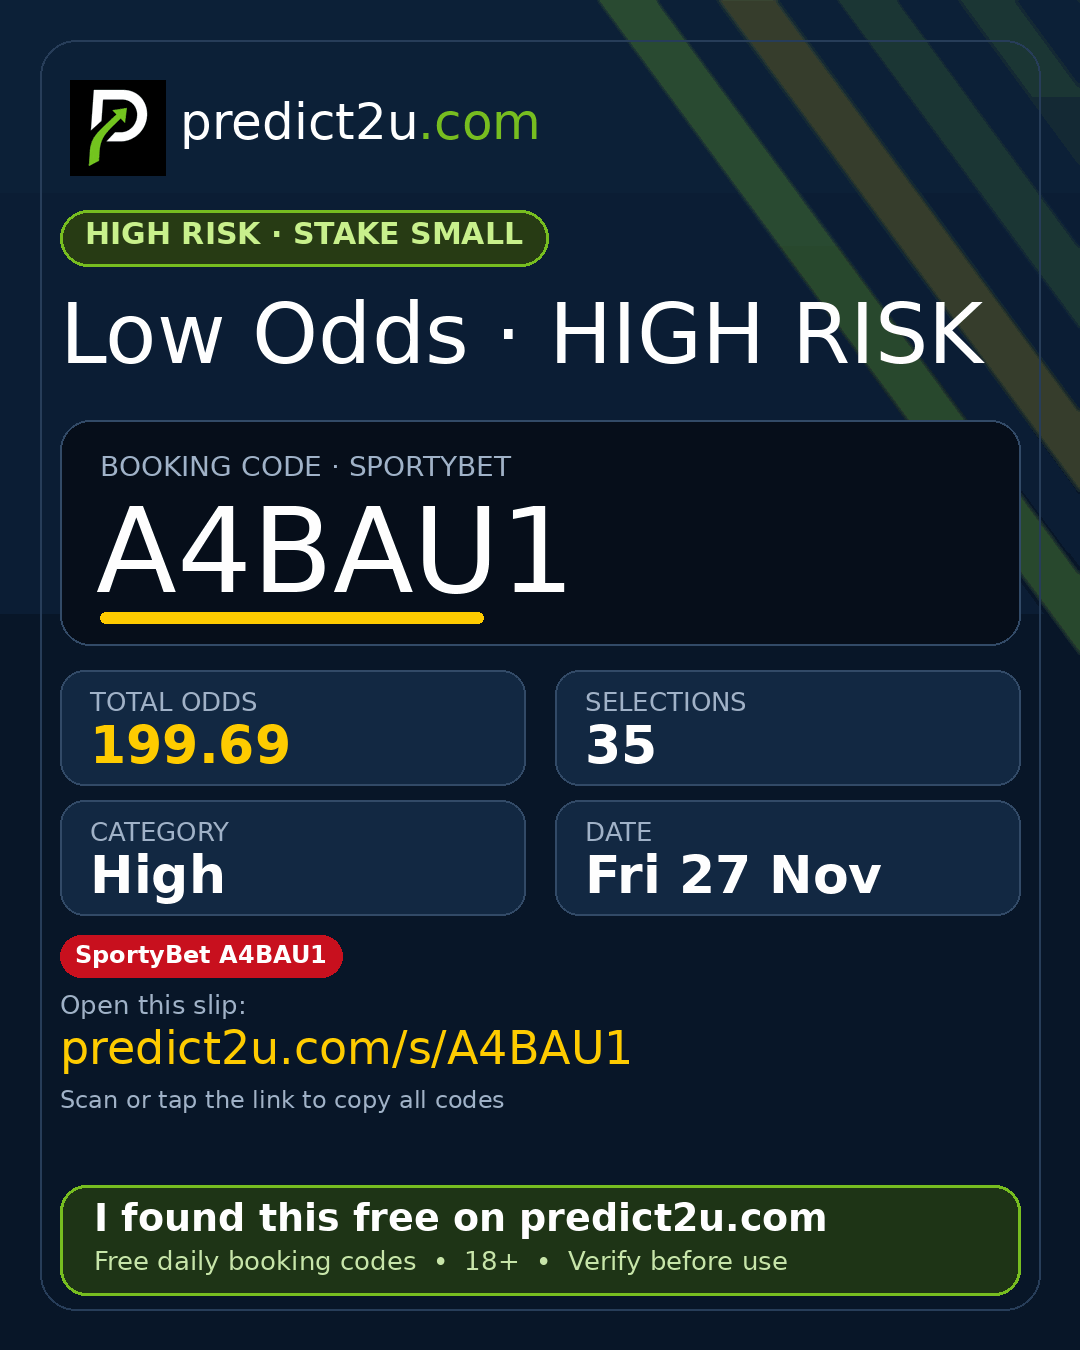 predict2u.com
HIGH RISK · STAKE SMALL
Low Odds · HIGH RISK
BOOKING CODE · SPORTYBET
A4BAU1
TOTAL ODDS
199.69
SELECTIONS
35
CATEGORY
High
DATE
Fri 27 Nov
SportyBet A4BAU1
Open this slip:
predict2u.com/s/A4BAU1
Scan or tap the link to copy all codes
I found this free on predict2u.com
Free daily booking codes • 18+ • Verify before use